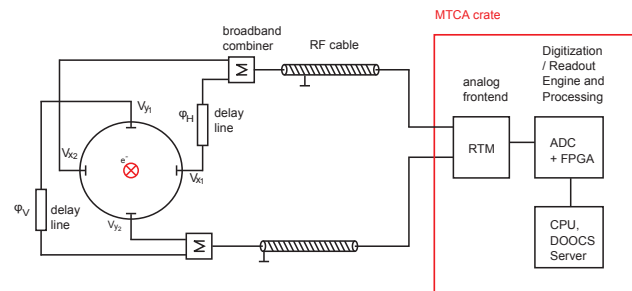 MTCA crate
broadband
combiner
RF cable
Digitization
/ Readout
Engine and
Processing
analog
frontend
M
φH
delay
line
Vy1
Vx2
e-
Vx1
RTM
ADC
+ FPGA
φV
delay
line
Vy2
M
CPU,
DOOCS
Server